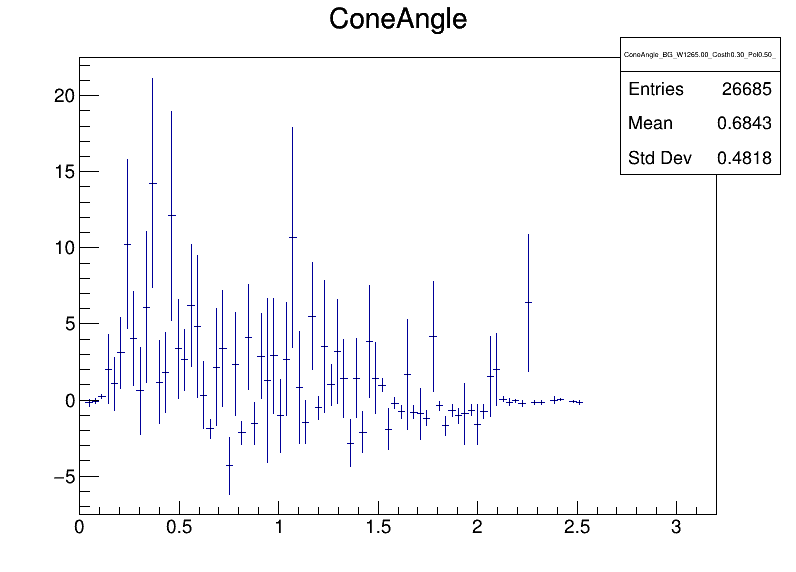 ConeAngle
ConeAngle_BG_W1265.00_Costh0.30_Pol0.50_
Entries 26685
Mean 0.6843
Std Dev 0.4818
20
15
10
5
0
−5
0 0.5 1 1.5 2 2.5 3